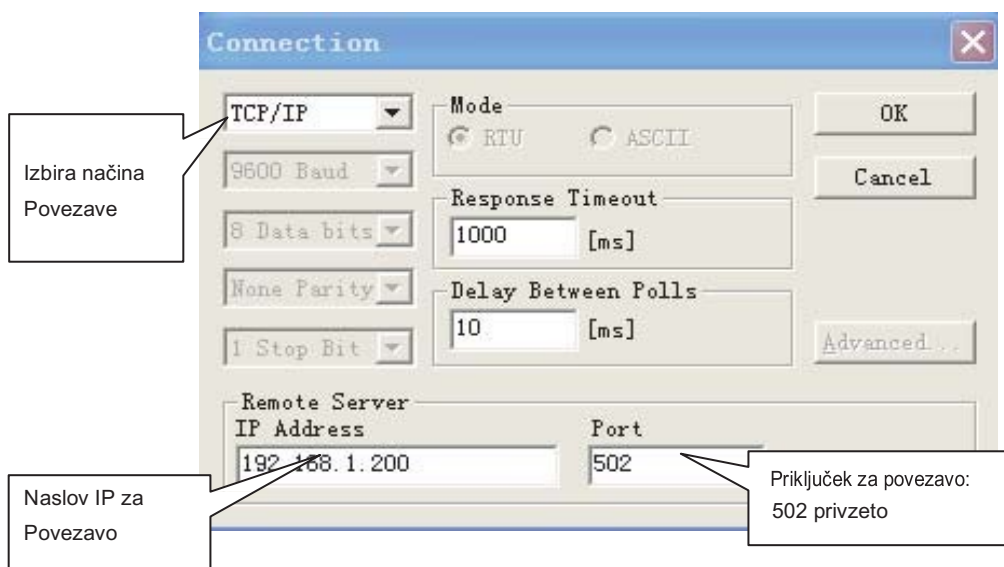 Connection
TCP/IP
9600 Baud
8 Data bits
None Parity
1 Stop Bit
Mode
RTU ASCII
Response Timeout
1000 [ms]
Delay Between Polls
10 [ms]
OK
Cancel
Advanced...
Remote Server
IP Address Port
192.168.1.200 502
Izbira načina
Povezave
Naslov IP za
Povezavo
Priključek za povezavo:
502 privzeto